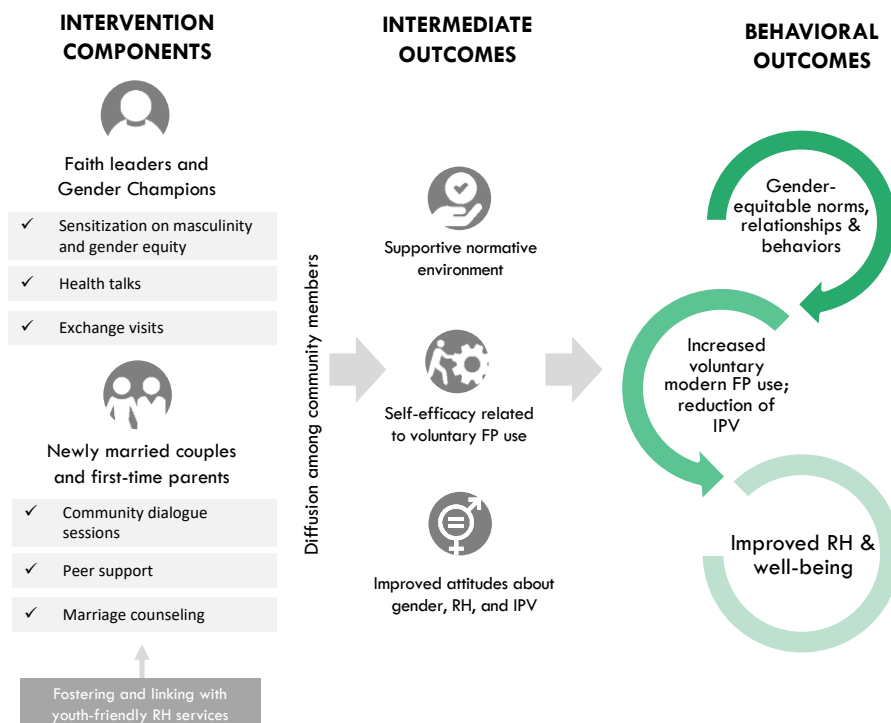 INTERVENTION
COMPONENTS
Faith leaders and
Gender Champions
✓ Sensitization on masculinity
and gender equity
✓ Health talks
✓ Exchange visits
Newly married couples
and first-time parents
✓ Community dialogue
sessions
✓ Peer support
✓ Marriage counseling
Fostering and linking with
youth-friendly RH services
Diffusion among community members
INTERMEDIATE
OUTCOMES
Supportive normative
environment
Self-efficacy related
to voluntary FP use
Improved attitudes about
gender, RH, and IPV
BEHAVIORAL
OUTCOMES
Gender-
equitable norms,
relationships &
behaviors
Increased
voluntary
modern FP use;
reduction of
IPV
Improved RH &
well-being